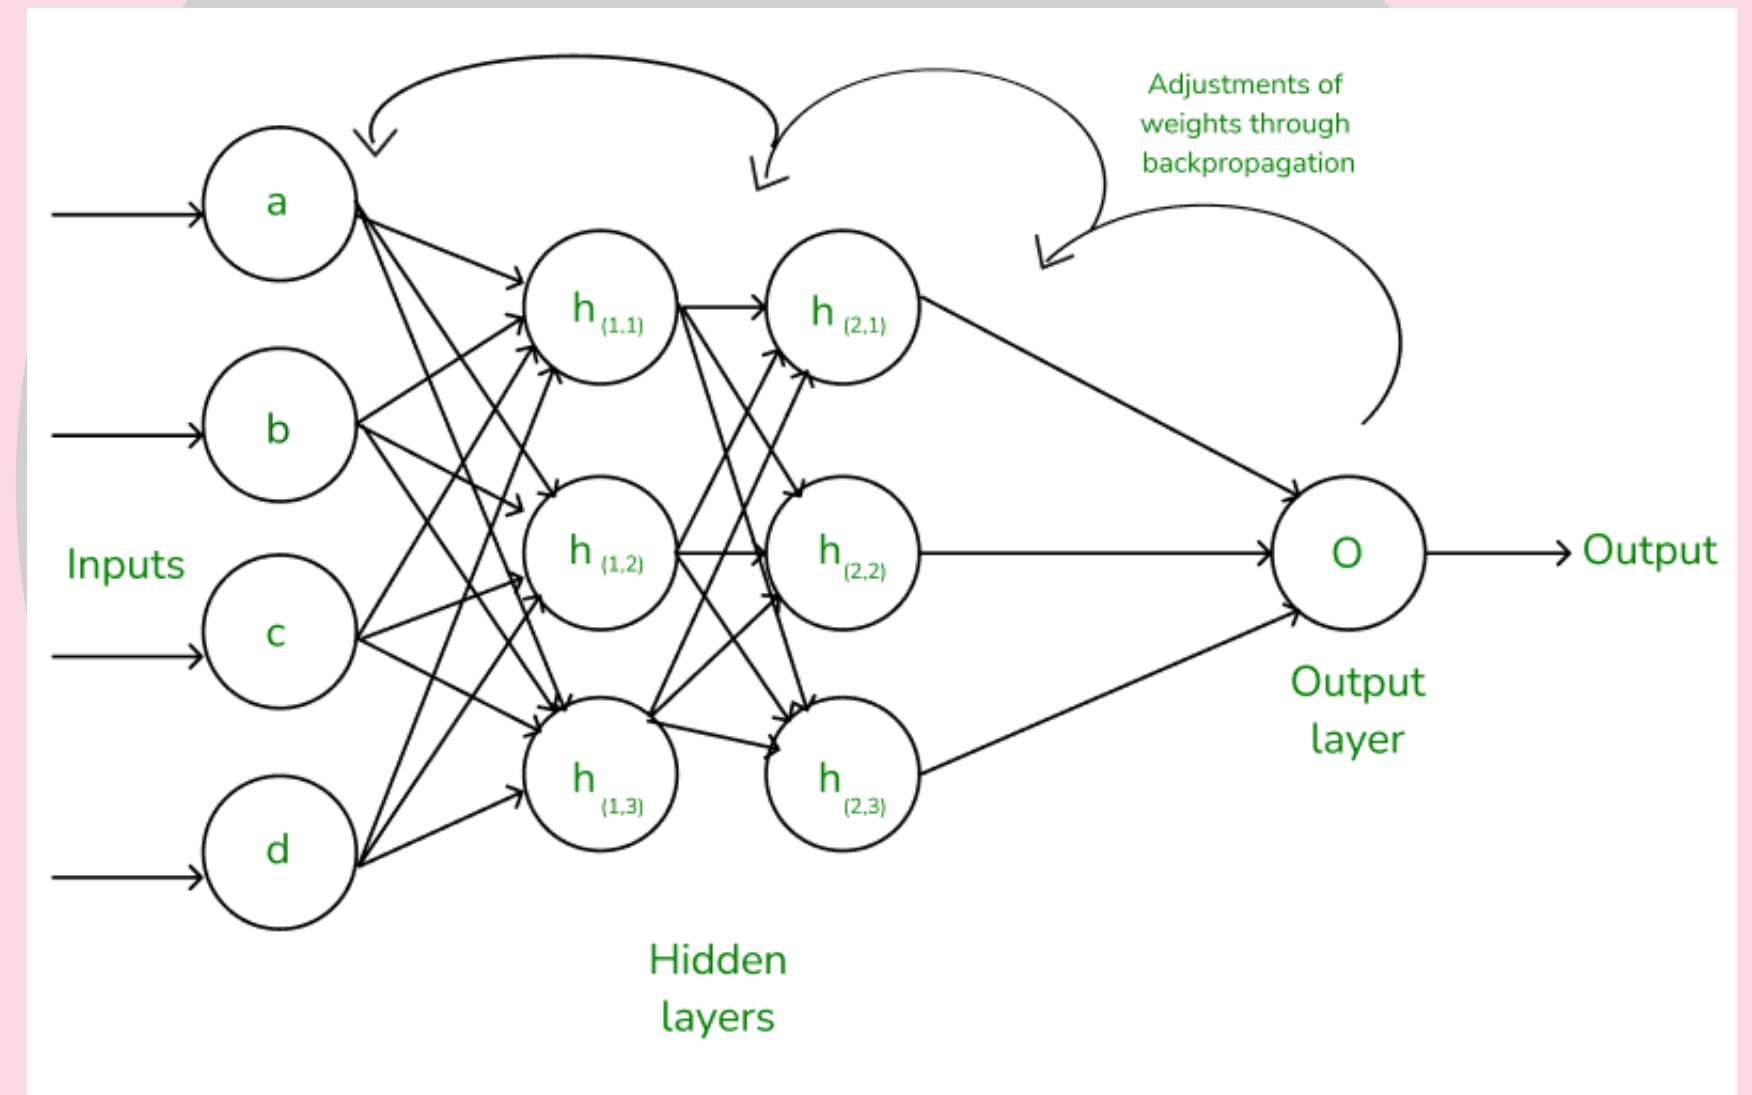 Adjustments of
weights through
backpropagation
a
h (1,1)
h (2,1)
b
Inputs
h (1,2)
h (2,2)
O
Output
c
Output
layer
h (1,3)
h (2,3)
d
Hidden
layers